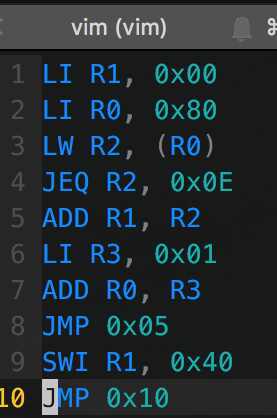 vim (vim)
1 LI R1, 0x00
2 LI R0, 0x80
3 LW R2, (R0)
4 JEQ R2, 0x0E
5 ADD R1, R2
6 LI R3, 0x01
7 ADD R0, R3
8 JMP 0x05
9 SWI R1, 0x40
10 JMP 0x10